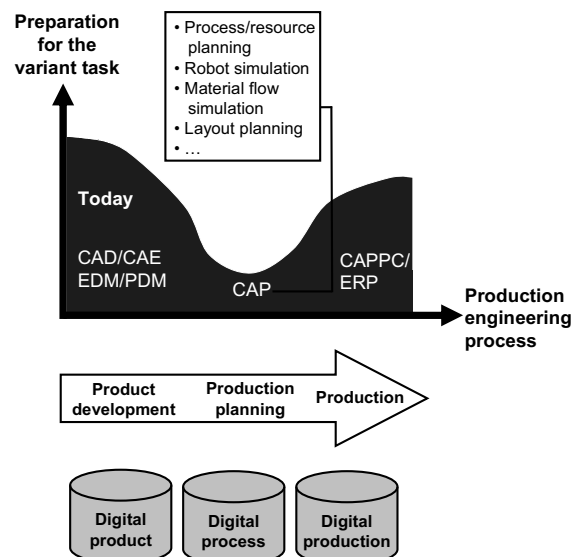 Preparation
for the
variant task
• Process/resource
planning
• Robot simulation
• Material flow
simulation
• Layout planning
• ...
Today
CAD/CAE
EDM/PDM
CAP
CAPPC/
ERP
Production
engineering
process
Product
development
Production
planning
Production
Digital
product
Digital
process
Digital
production